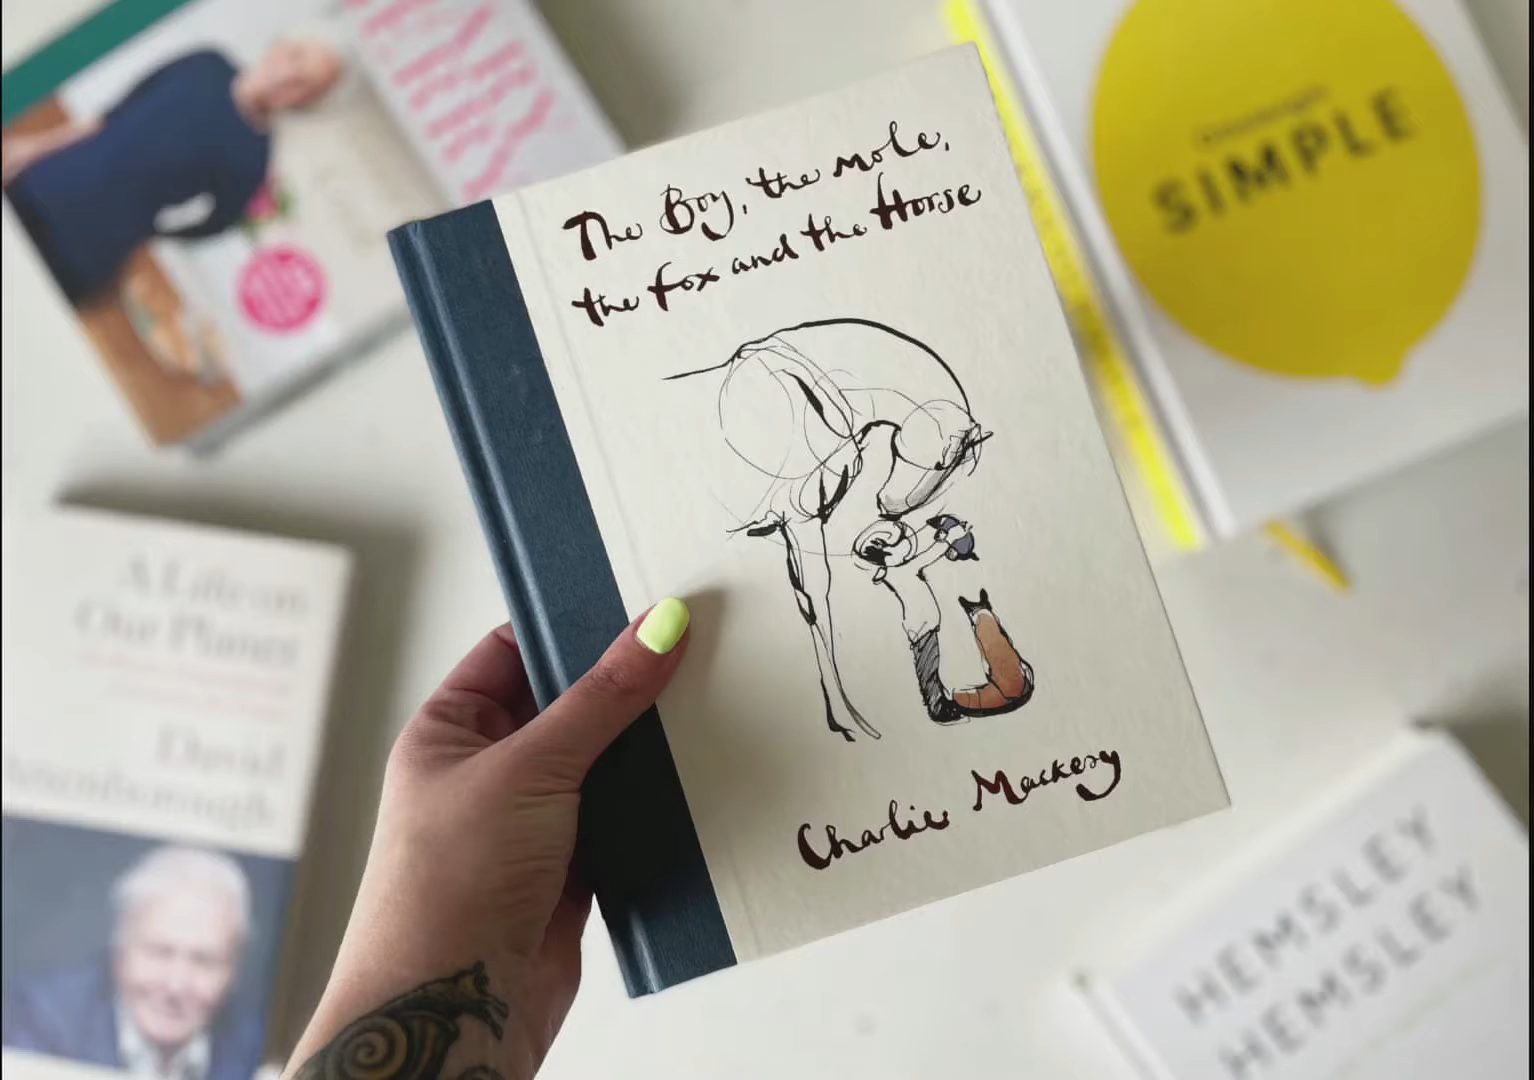 The Boy, the mole,
the fox and the Horse
Charlie Mackesy
SIMPLE
A Life on
Our Planet
David
Attenborough
HEMSLEY
HEMSLEY